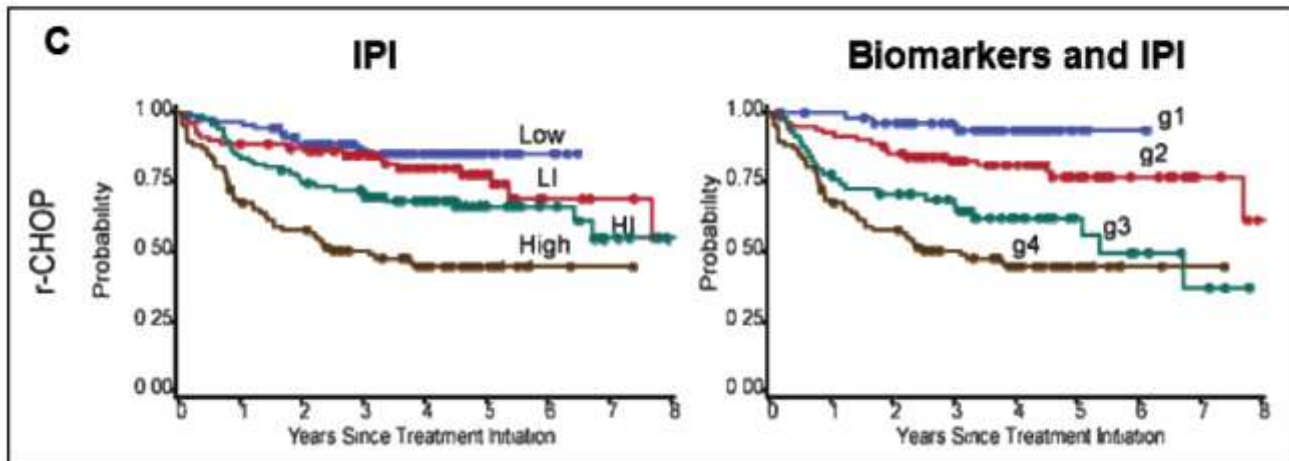 C
IPI
Biomarkers and IPI
r-CHOP
Probability
1 00
0 75
0 50
0 25
0 00
Low
LI
HI
High
0 1 2 3 4 5 6 7 8
Years Since Treatment Initiation
Probability
1.00
0.75
0 50
0 25
0 00
g1
g2
g3
g4
0 1 2 3 4 5 6 7 8
Years Since Treatment Initiation